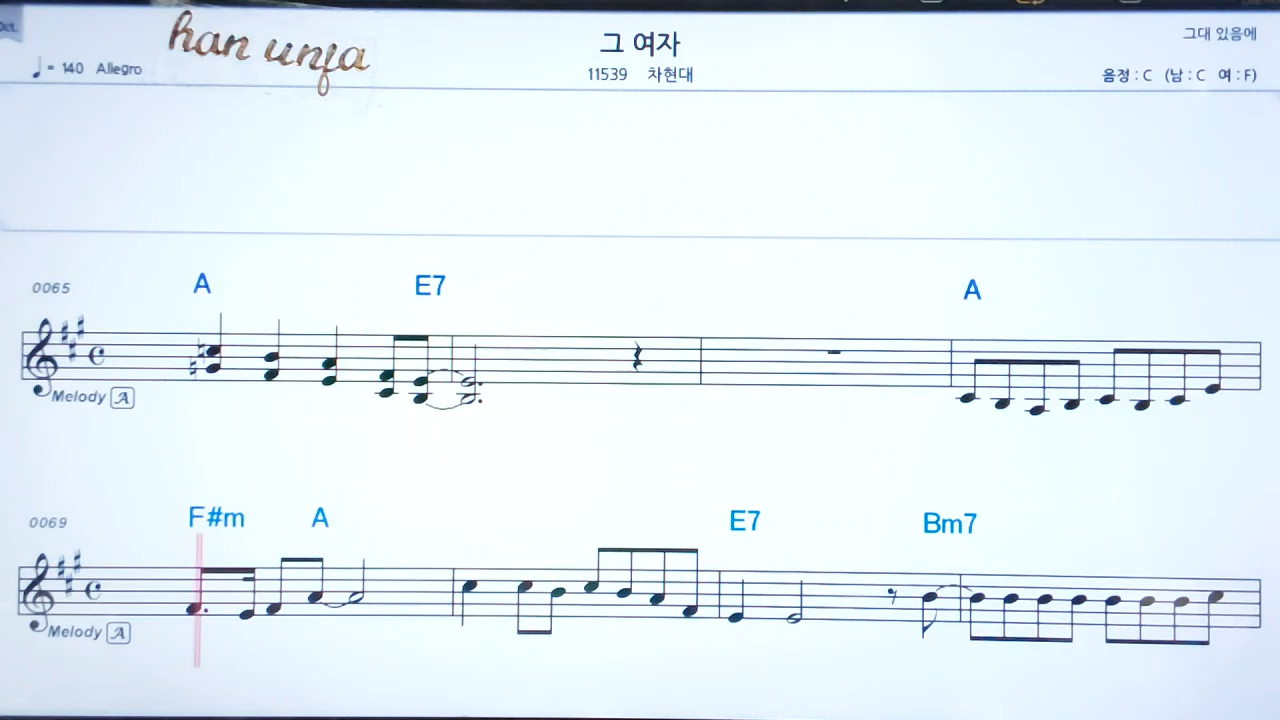 Oct.
han unja
그 여자
그대 있음에
♩= 140 Allegro
11539 차현대
음정 : C (남 : C 여 : F)
0065
A E7 A
Melody A
0069
F#m A E7 Bm7
Melody A